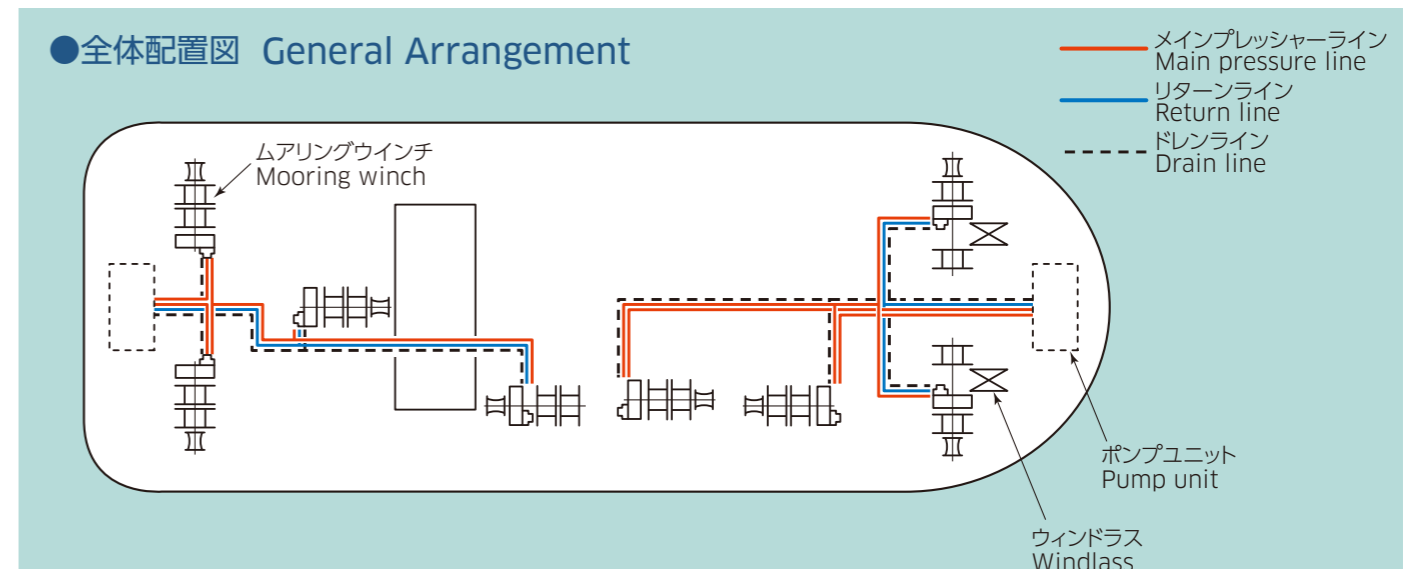 ●全体配置図 General Arrangement
メインプレッシャーライン
Main pressure line
リターンライン
Return line
ドレンライン
Drain line
ムアリングウインチ
Mooring winch
ポンプユニット
Pump unit
ウィンドラス
Windlass